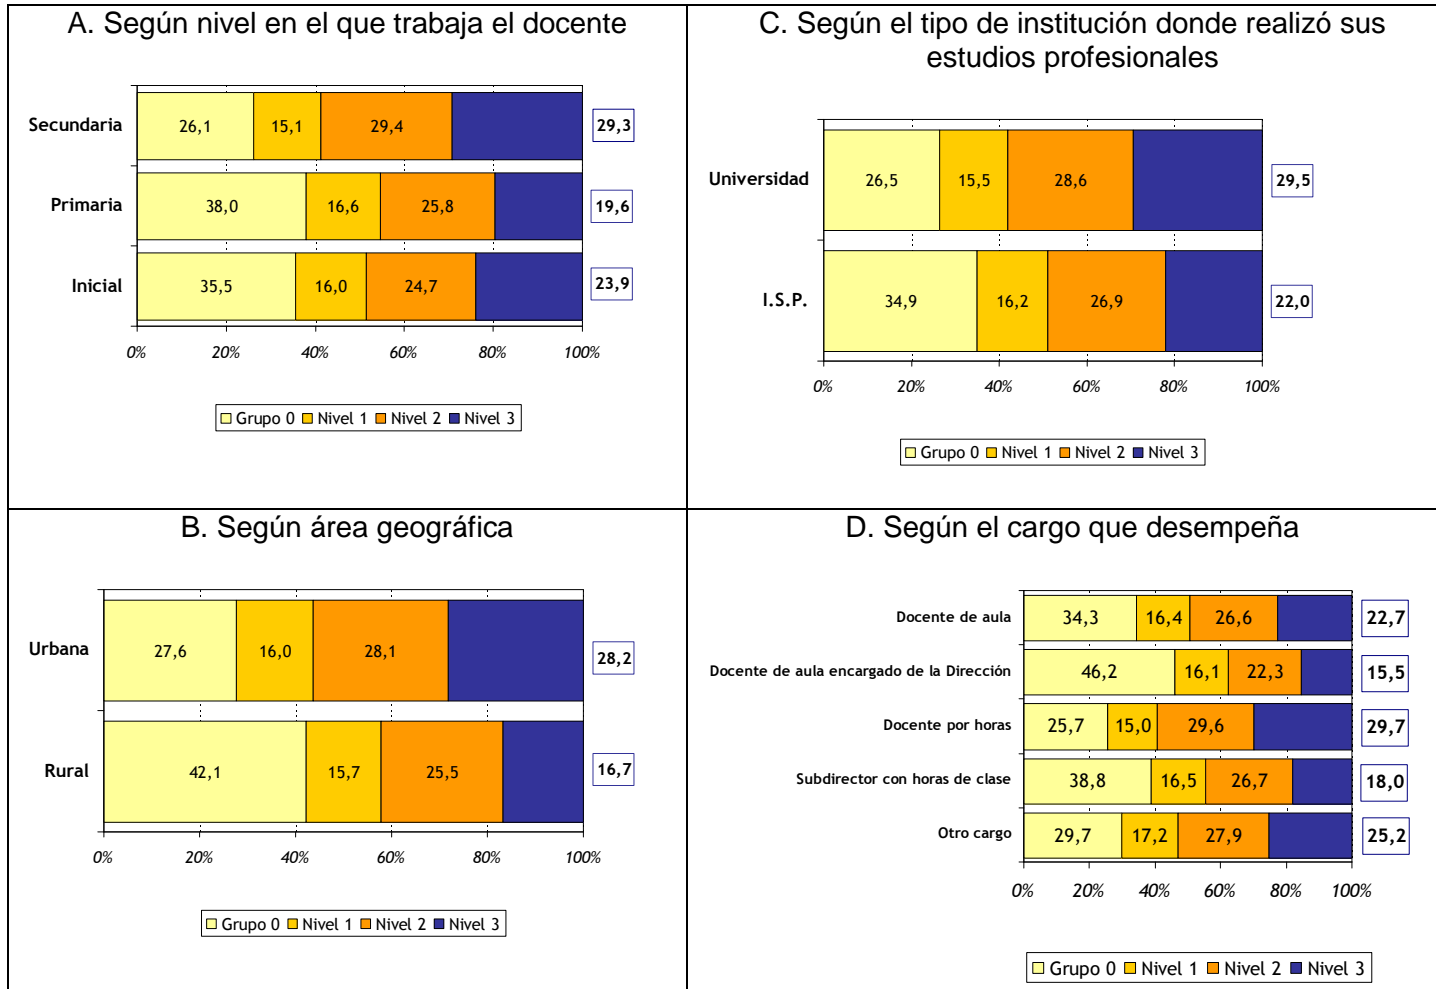 A. Según nivel en el que trabaja el docente
Secundaria 26,1 15,1 29,4 29,3
Primaria 38,0 16,6 25,8 19,6
Inicial 35,5 16,0 24,7 23,9
0% 20% 40% 60% 80% 100%
Grupo 0 Nivel 1 Nivel 2 Nivel 3
C. Según el tipo de institución donde realizó sus
estudios profesionales
Universidad 26,5 15,5 28,6 29,5
I.S.P. 34,9 16,2 26,9 22,0
0% 20% 40% 60% 80% 100%
Grupo 0 Nivel 1 Nivel 2 Nivel 3
B. Según área geográfica
Urbana 27,6 16,0 28,1 28,2
Rural 42,1 15,7 25,5 16,7
0% 20% 40% 60% 80% 100%
Grupo 0 Nivel 1 Nivel 2 Nivel 3
D. Según el cargo que desempeña
Docente de aula 34,3 16,4 26,6 22,7
Docente de aula encargado de la Dirección 46,2 16,1 22,3 15,5
Docente por horas 25,7 15,0 29,6 29,7
Subdirector con horas de clase 38,8 16,5 26,7 18,0
Otro cargo 29,7 17,2 27,9 25,2
0% 20% 40% 60% 80% 100%
Grupo 0 Nivel 1 Nivel 2 Nivel 3